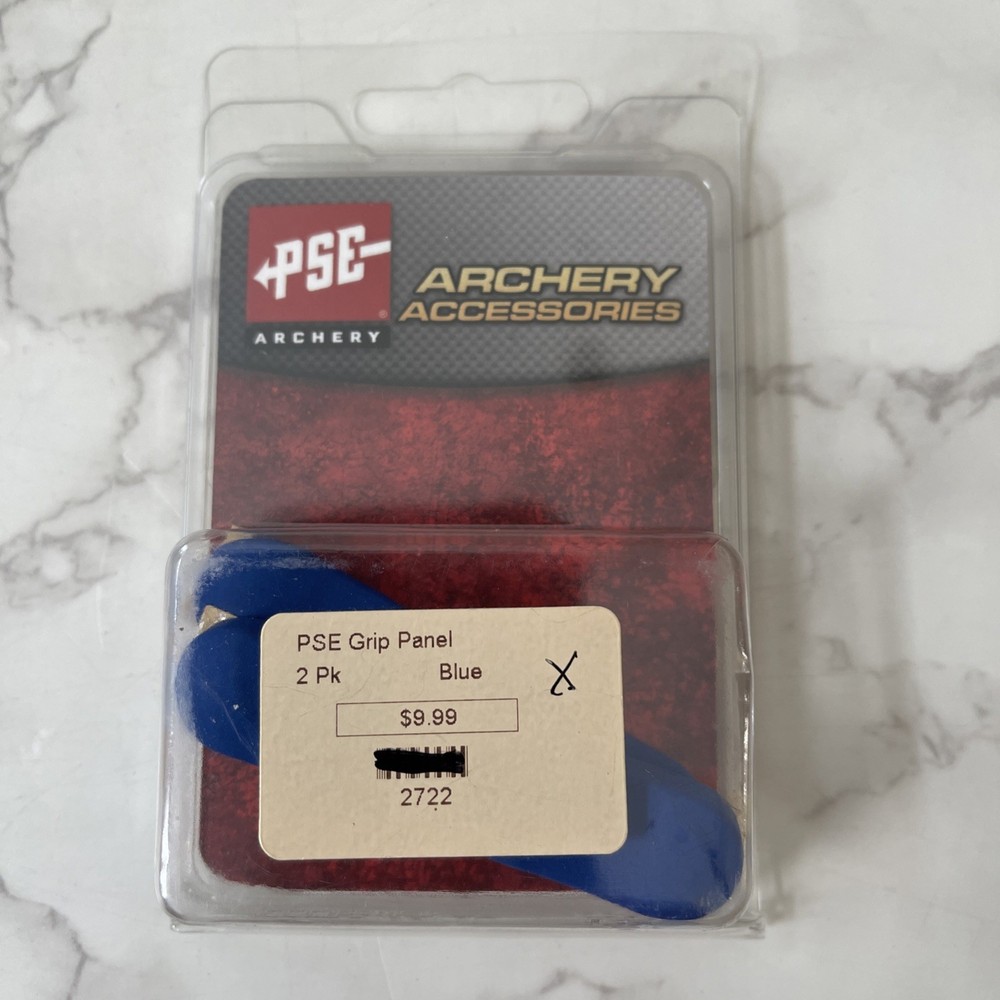 PSE
®
ARCHERY
ARCHERY
ACCESSORIES
PSE Grip Panel
2 Pk Blue X
$9.99
2722